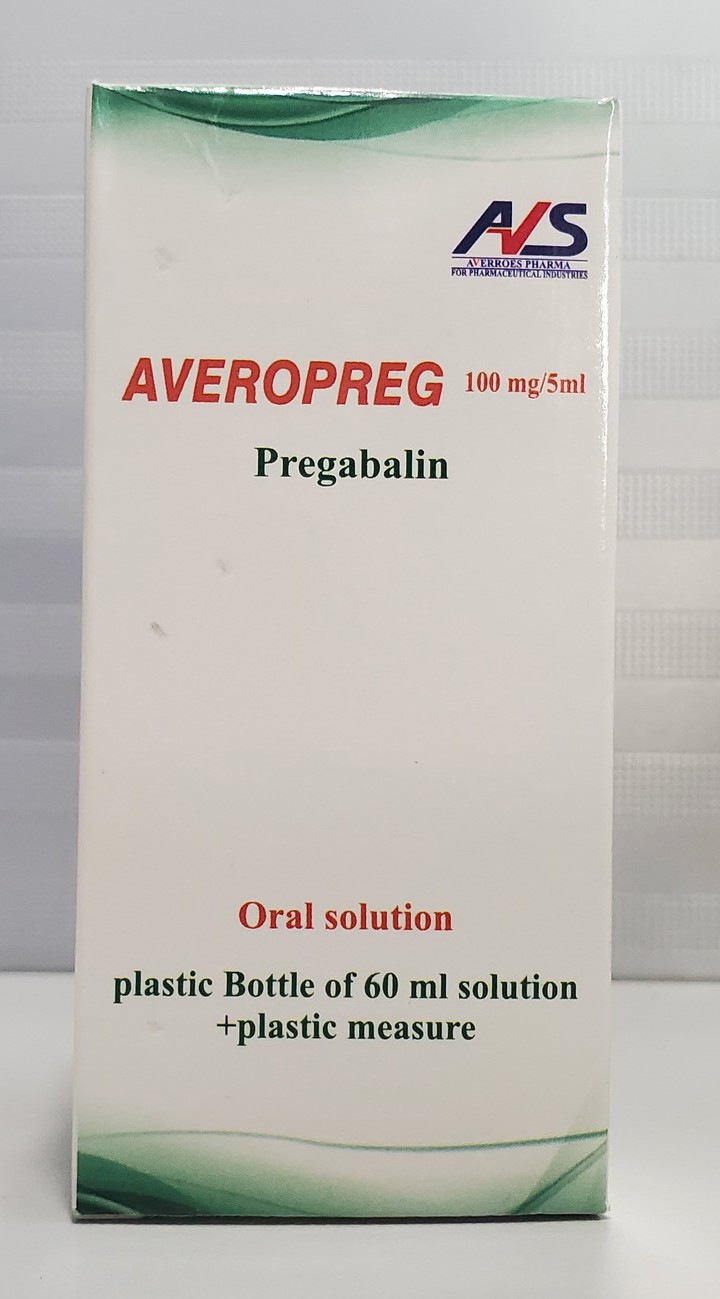 AVS
AVERROES PHARMA
FOR PHARMACEUTICAL INDUSTRIES
AVEROPREG 100 mg/5ml
Pregabalin
Oral solution
plastic Bottle of 60 ml solution
+plastic measure